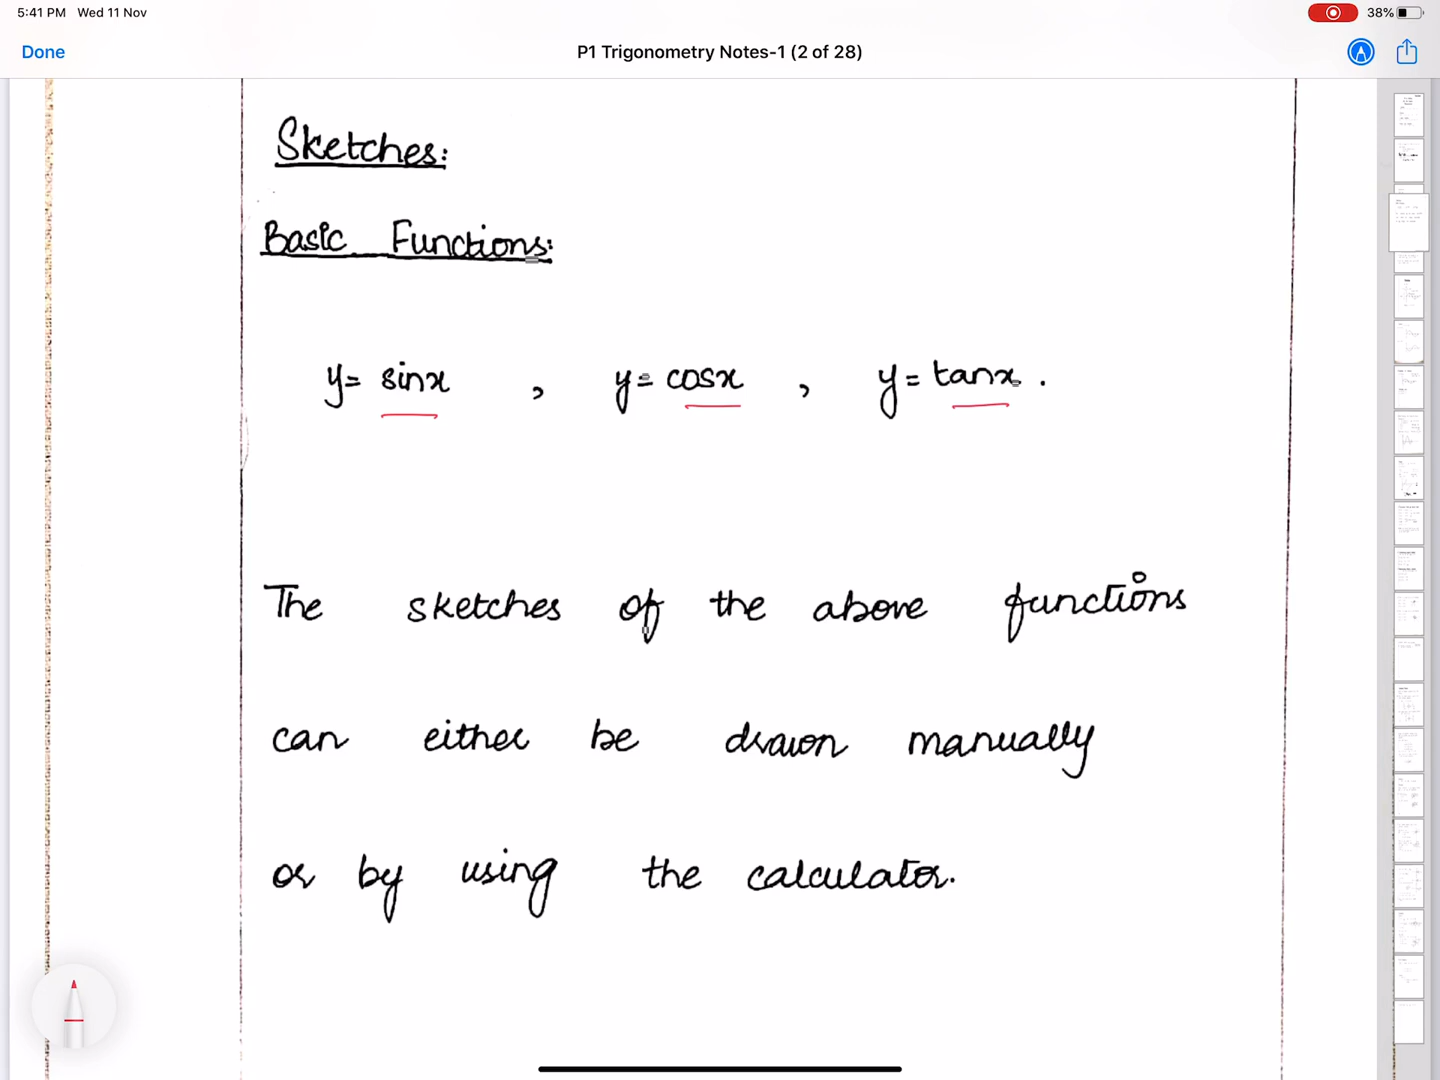 5:41 PM Wed 11 Nov
38%
Done
P1 Trigonometry Notes-1 (2 of 28)
Sketches:
Basic Functions:
y= sinx , y= cosx , y= tanx .
The sketches of the above functions
can either be drawn manually
or by using the calculator.